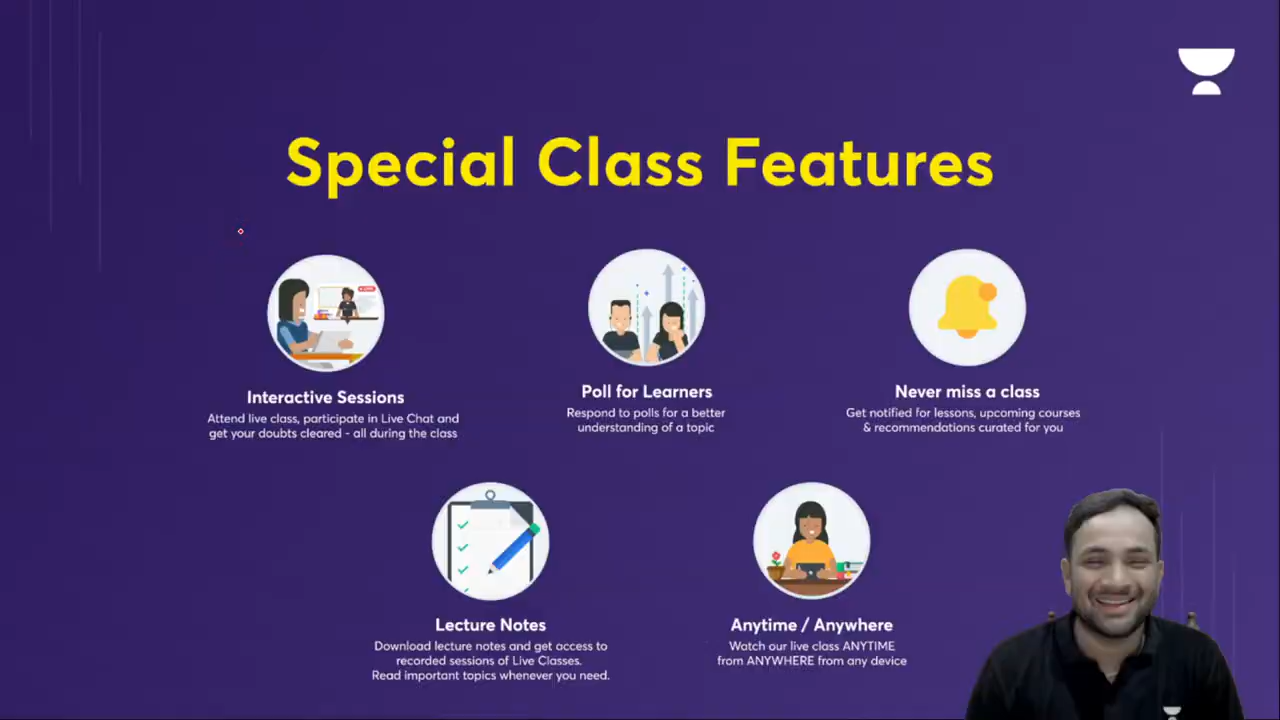 Special Class Features
Interactive Sessions
Attend live class, participate in Live Chat and
get your doubts cleared - all during the class
Poll for Learners
Respond to polls for a better
understanding of a topic
Never miss a class
Get notified for lessons, upcoming courses
& recommendations curated for you
Lecture Notes
Download lecture notes and get access to
recorded sessions of Live Classes.
Read important topics whenever you need.
Anytime / Anywhere
Watch our live class ANYTIME
from ANYWHERE from any device